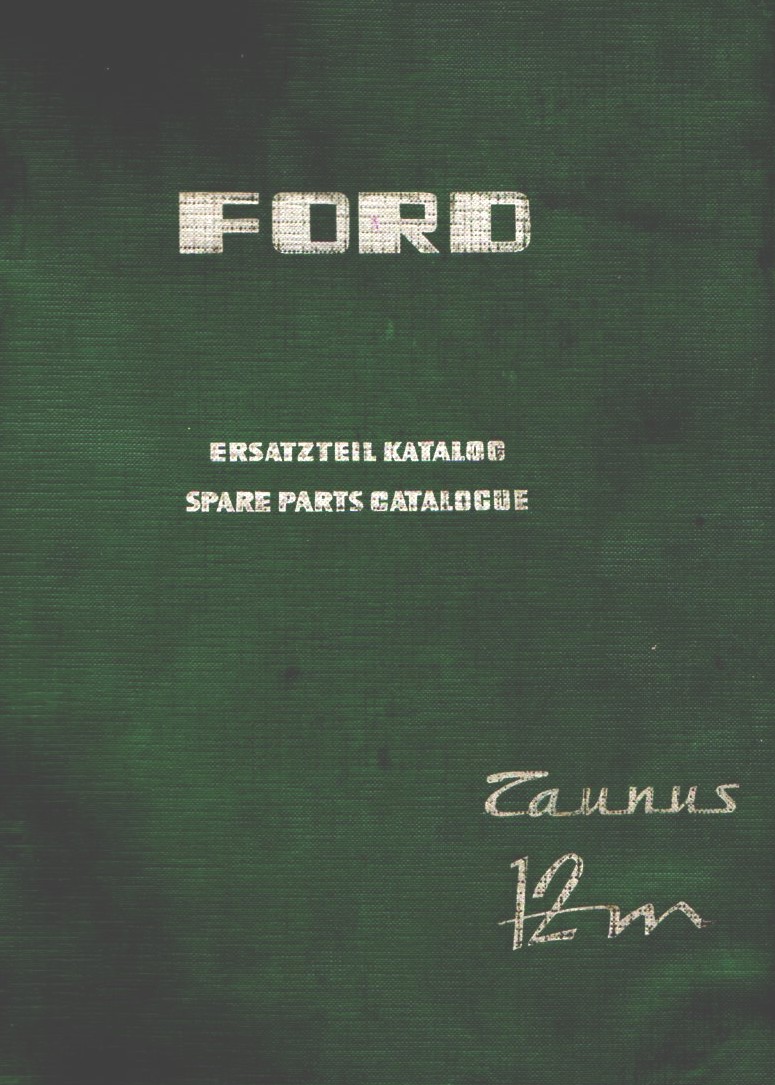 FORD
ERSATZTEIL KATALOG
SPARE PARTS CATALOGUE
Taunus
12m